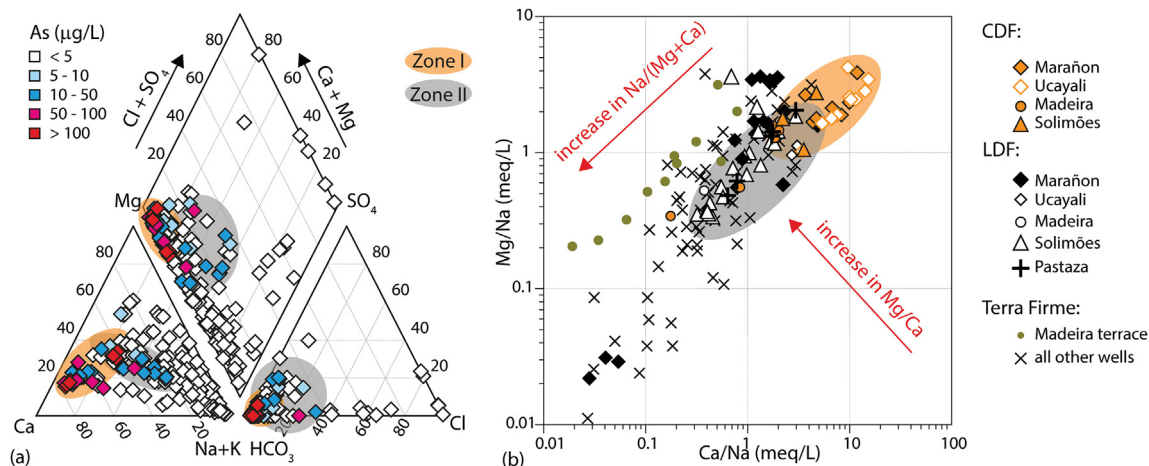 As (µg/L)
< 5
5 - 10
10 - 50
50 - 100
> 100
Zone I
Zone II
80
80
60
60
40
40
20
20
Cl + SO4
Ca + Mg
Mg
SO4
80
80
60
60
40
40
20
20
Ca
80
60
40
20
Na+K
HCO3
20
40
60
80
Cl
(a)
10
1
0.1
0.01
Mg/Na (meq/L)
increase in Na/(Mg+Ca)
increase in Mg/Ca
0.01
0.1
1
10
100
Ca/Na (meq/L)
(b)
CDF:
Marañon
Ucayali
Madeira
Solimões
LDF:
Marañon
Ucayali
Madeira
Solimões
Pastaza
Terra Firme:
Madeira terrace
all other wells